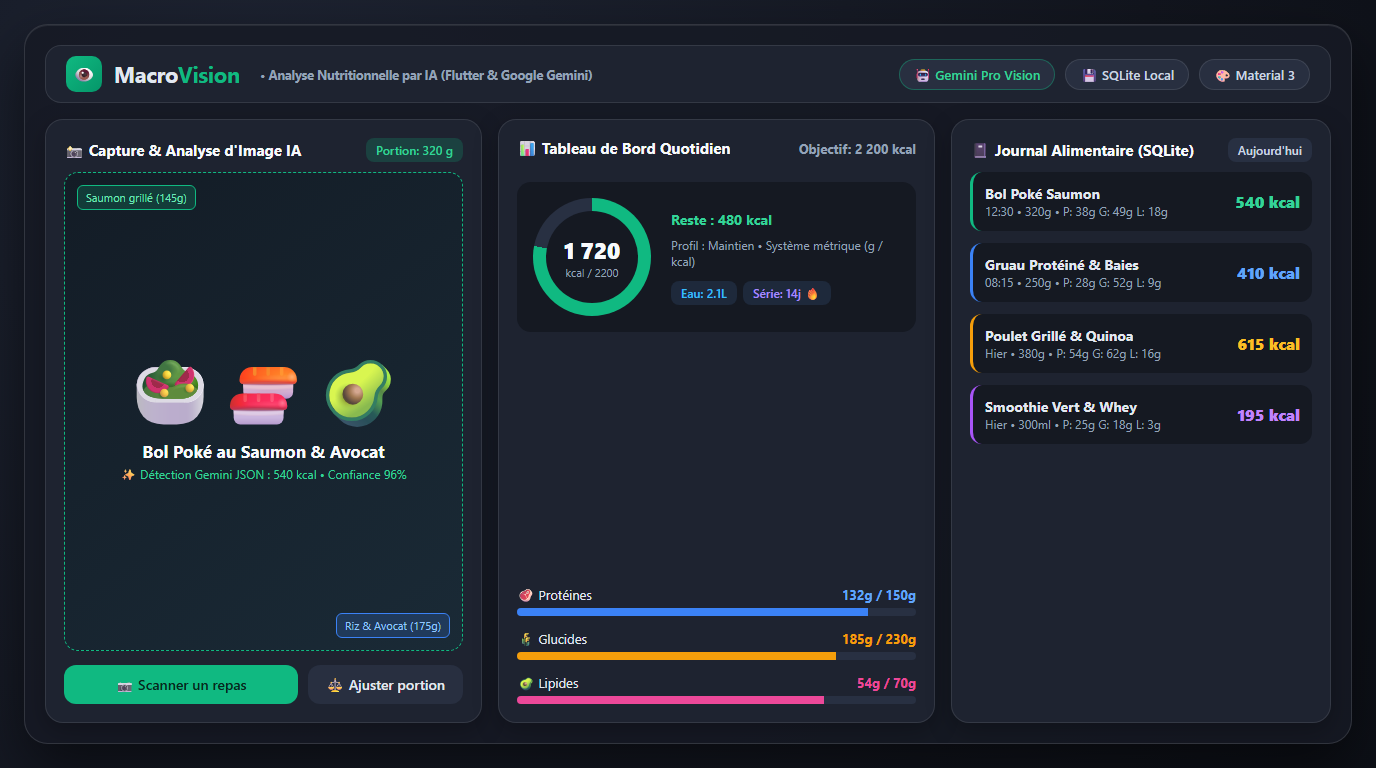 MacroVision
• Analyse Nutritionnelle par IA (Flutter & Google Gemini)
Gemini Pro Vision
SQLite Local
Material 3
Capture & Analyse d'Image IA
Portion: 320 g
Saumon grillé (145g)
Bol Poké au Saumon & Avocat
Détection Gemini JSON : 540 kcal • Confiance 96%
Riz & Avocat (175g)
Scanner un repas
Ajuster portion
Tableau de Bord Quotidien
Objectif: 2 200 kcal
1 720
kcal / 2200
Reste : 480 kcal
Profil : Maintien • Système métrique (g /
kcal)
Eau: 2.1L
Série: 14j 🔥
Protéines
132g / 150g
Glucides
185g / 230g
Lipides
54g / 70g
Journal Alimentaire (SQLite)
Aujourd'hui
Bol Poké Saumon
12:30 • 320g • P: 38g G: 49g L: 18g
540 kcal
Gruau Protéiné & Baies
08:15 • 250g • P: 28g G: 52g L: 9g
410 kcal
Poulet Grillé & Quinoa
Hier • 380g • P: 54g G: 62g L: 16g
615 kcal
Smoothie Vert & Whey
Hier • 300ml • P: 25g G: 18g L: 3g
195 kcal